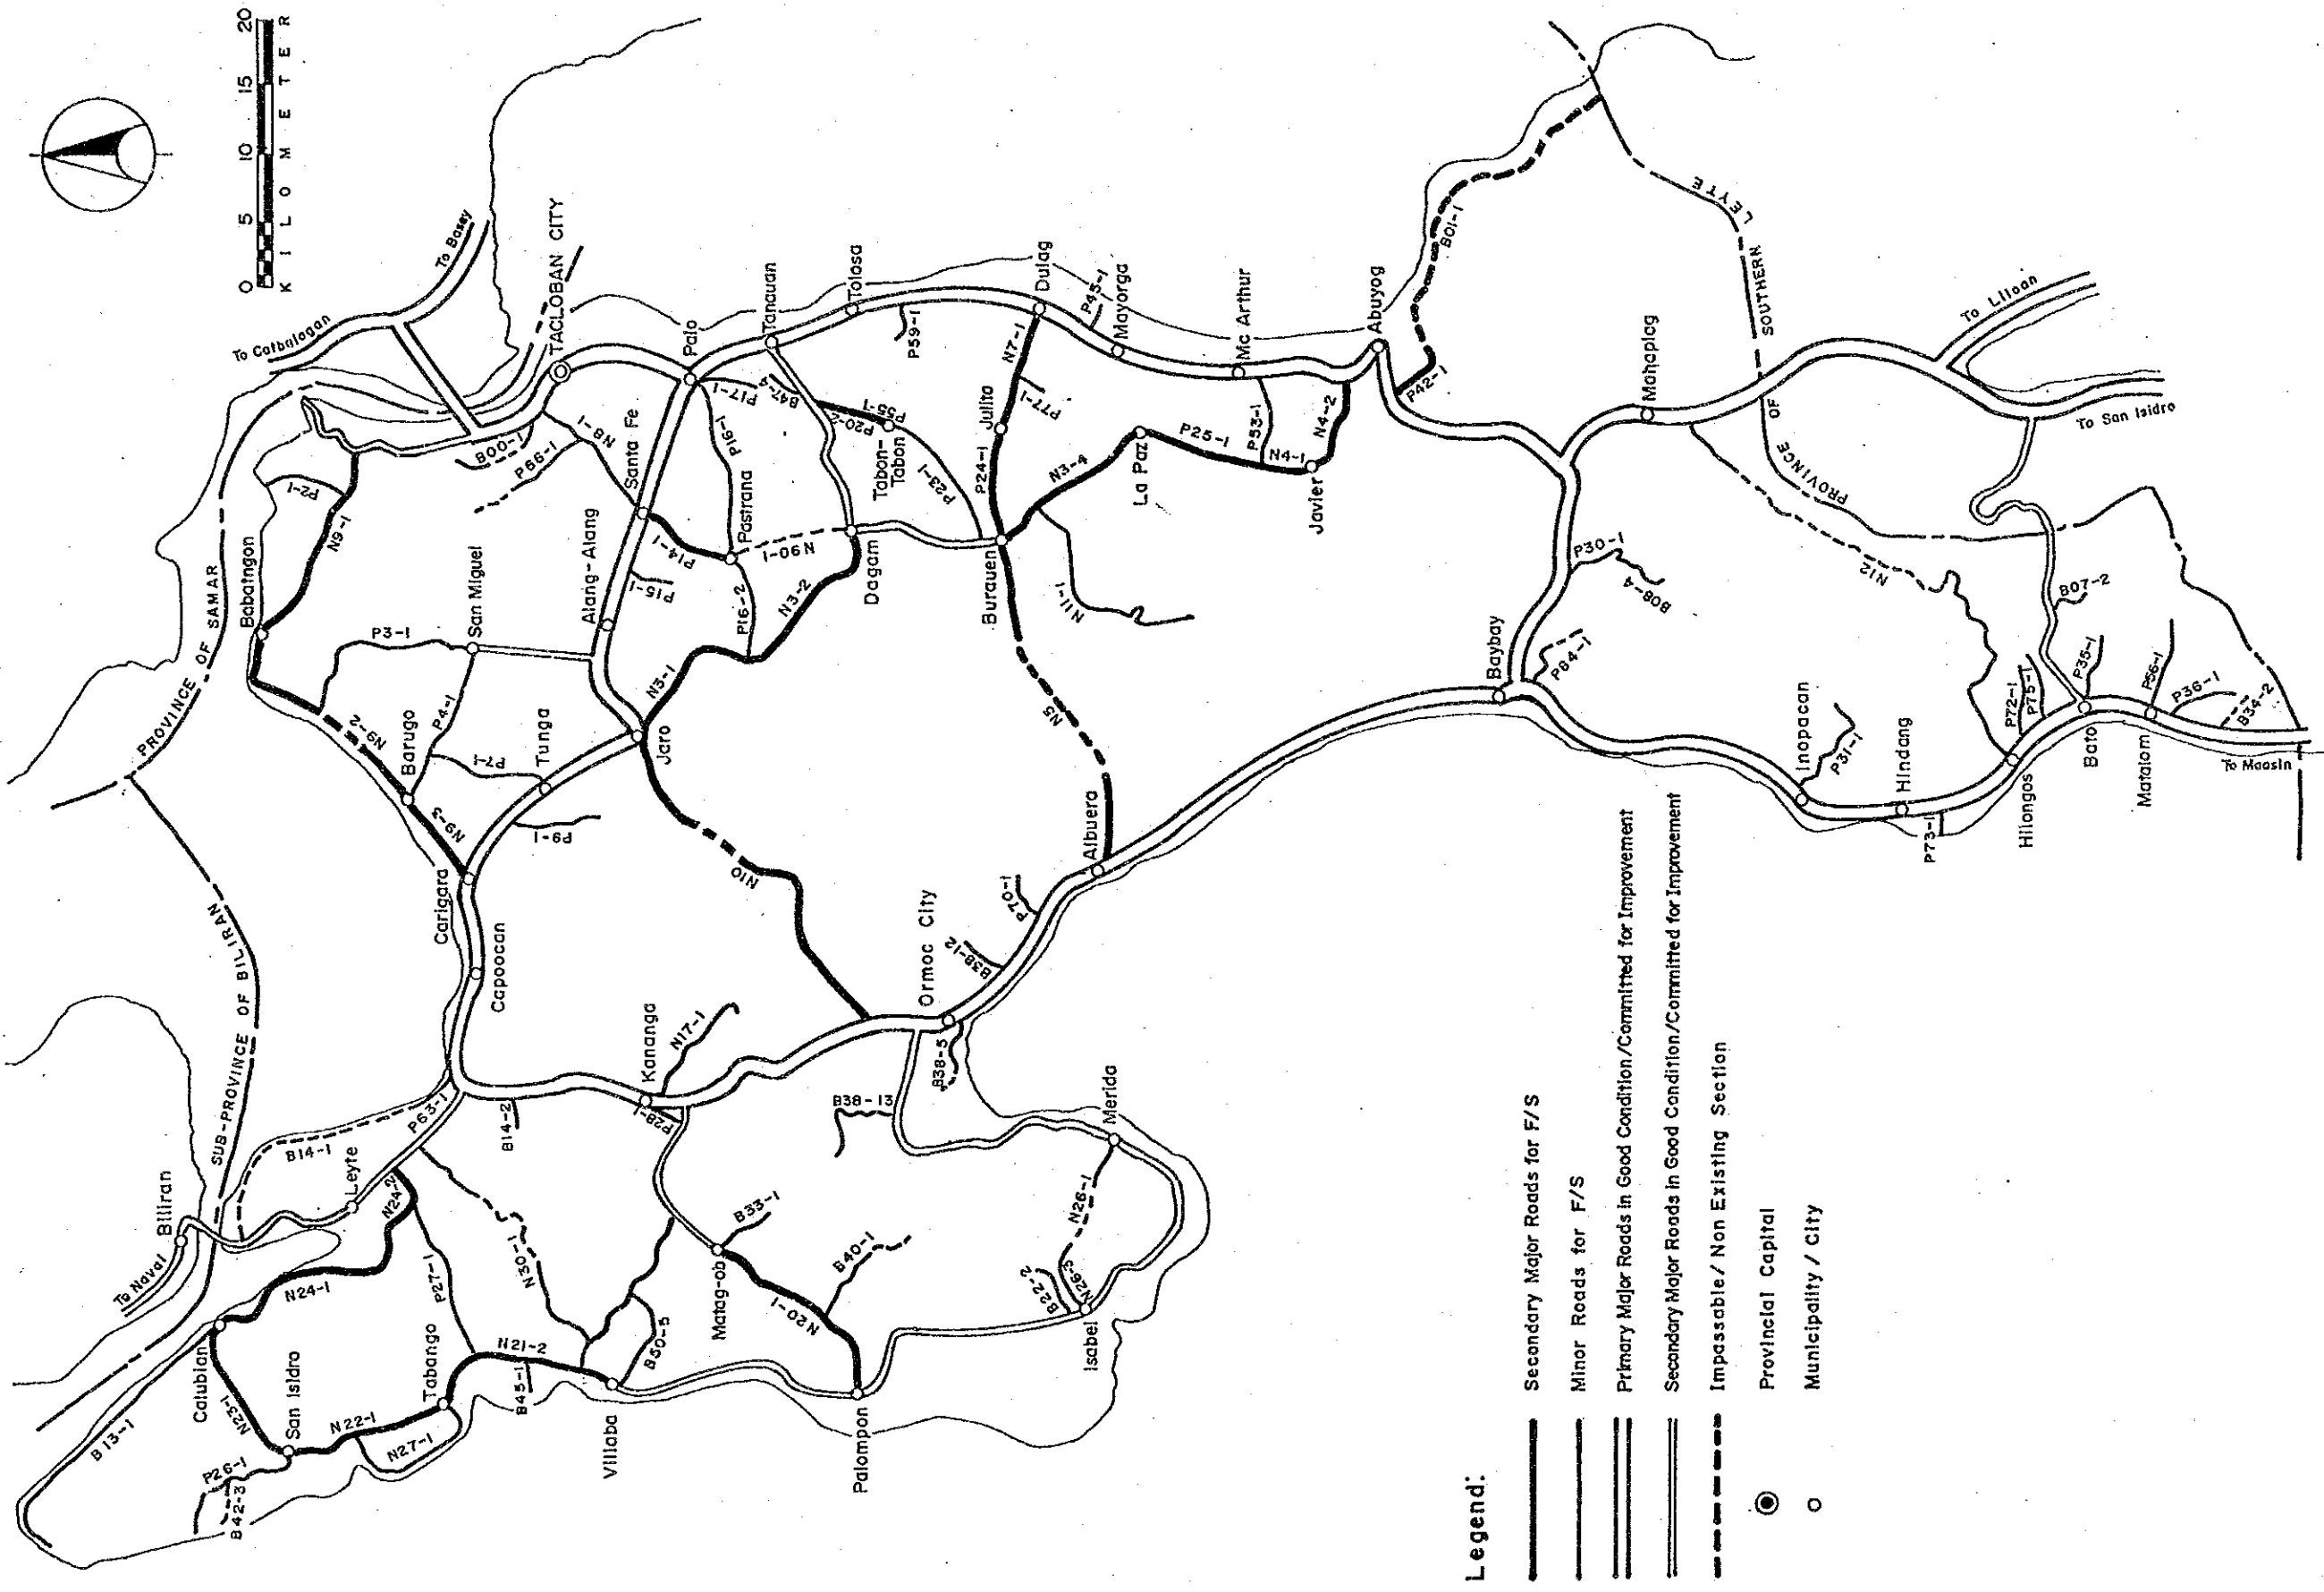 0 5 10 15 20
K I L O M E T E R
To Catbalogan
To Basey
PROVINCE OF SAMAR
SUB-PROVINCE OF BILIRAN
TACLOBAN CITY
Babatngon
P2-1
N9-1
B00-1
P66-1
N8-1
Palo
Santa Fe
Tanauan
Tolosa
P17-1
B47-4
P16-1
P55-1
P20-2
Pastrana
Tabon-
Tabon
P59-1
Dulag
P45-1
Mayorga
N7-1
Julita
P77-1
P24-1
P23-1
Mc Arthur
P53-1
N4-2
N4-1
P25-1
La Paz
N3-4
Javier
Abuyog
P42-1
B01-1
SOUTHERN LEYTE
PROVINCE OF
Mahaplag
To Liloan
To San Isidro
Alang-Alang
P14-1
P15-1
N90-1
P16-2
N3-2
Dagami
Burauen
N11-1
San Miguel
P3-1
P4-1
N9-2
Barugo
P7-1
Tunga
N3-1
Jaro
N9-3
P9-1
Carigara
Capoocan
N10
N5
Albuera
P70-1
Ormoc City
B38-12
B38-5
Kananga
N17-1
P28-1
B38-13
B14-2
Merida
N26-1
N26-3
B22-2
Isabel
P63-1
B14-1
Leyte
Biliran
To Naval
N24-2
N24-1
P27-1
N30-1
B33-1
B40-1
Matag-ob
N20-1
B50-5
N21-2
B45-1
Tabango
Villaba
Palompon
Calubian
N23-1
San Isidro
N22-1
N27-1
B13-1
P26-1
B42-3
Baybay
P84-1
P30-1
B08-4
N12
B07-2
Inopacan
P31-1
Hindang
P73-1
Hilongos
P72-1
P75-1
P35-1
Bato
P56-1
Matalom
P36-1
B34-2
To Maasin
Legend:
Secondary Major Roads for F/S
Minor Roads for F/S
Primary Major Roads in Good Condition/Committed for Improvement
Secondary Major Roads in Good Condition/Committed for Improvement
Impassable/ Non Existing Section
Provincial Capital
Municipality / City